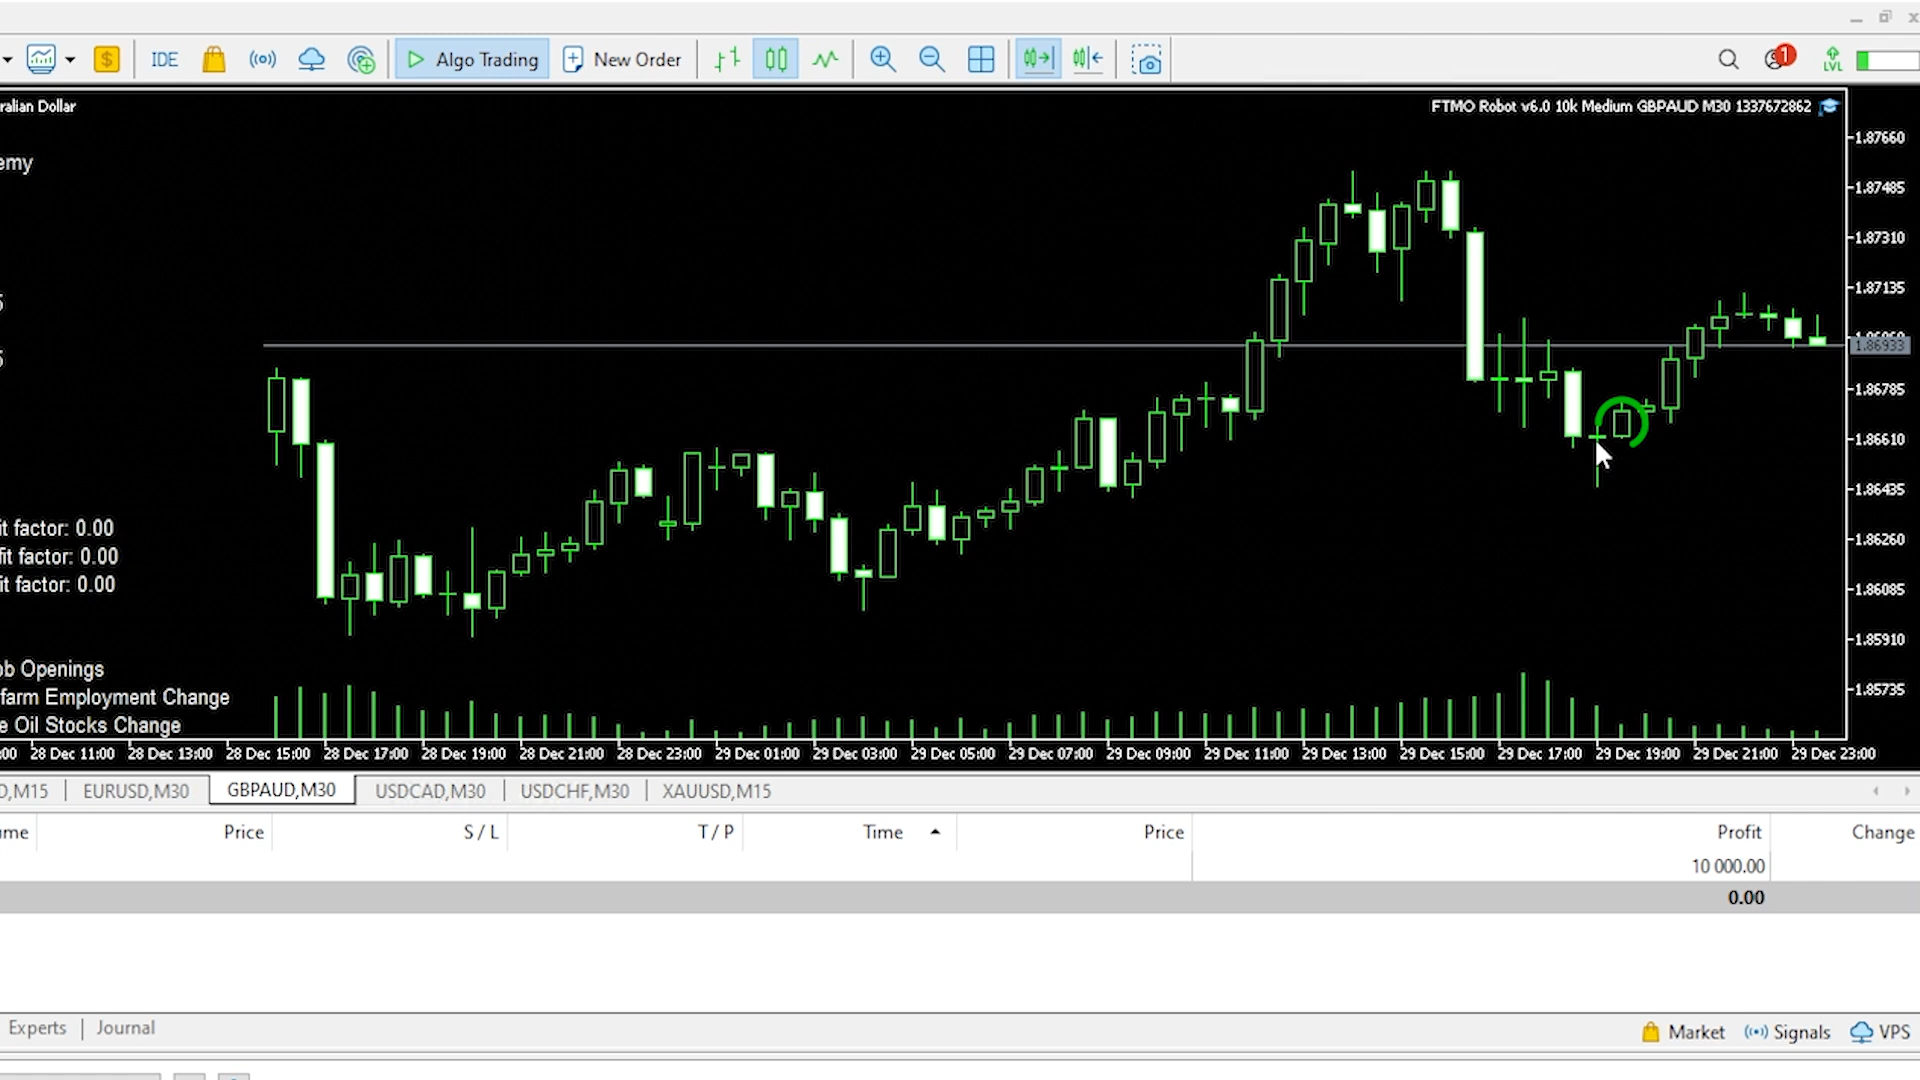 IDE
Algo Trading
New Order
1
LVL
ralian Dollar
FTMO Robot v6.0 10k Medium GBPAUD M30 1337672862
emy
5
5
it factor: 0.00
fit factor: 0.00
it factor: 0.00
ob Openings
farm Employment Change
e Oil Stocks Change
1.87660
1.87485
1.87310
1.87135
1.86933
1.86785
1.86610
1.86435
1.86260
1.86085
1.85910
1.85735
:00 28 Dec 11:00 28 Dec 13:00 28 Dec 15:00 28 Dec 17:00 28 Dec 19:00 28 Dec 21:00 28 Dec 23:00 29 Dec 01:00 29 Dec 03:00 29 Dec 05:00 29 Dec 07:00 29 Dec 09:00 29 Dec 11:00 29 Dec 13:00 29 Dec 15:00 29 Dec 17:00 29 Dec 19:00 29 Dec 21:00 29 Dec 23:00
D,M15 EURUSD,M30 GBPAUD,M30 USDCAD,M30 USDCHF,M30 XAUUSD,M15
ume Price S / L T / P Time Price Profit Change
10 000.00
0.00
Experts Journal
Market Signals VPS